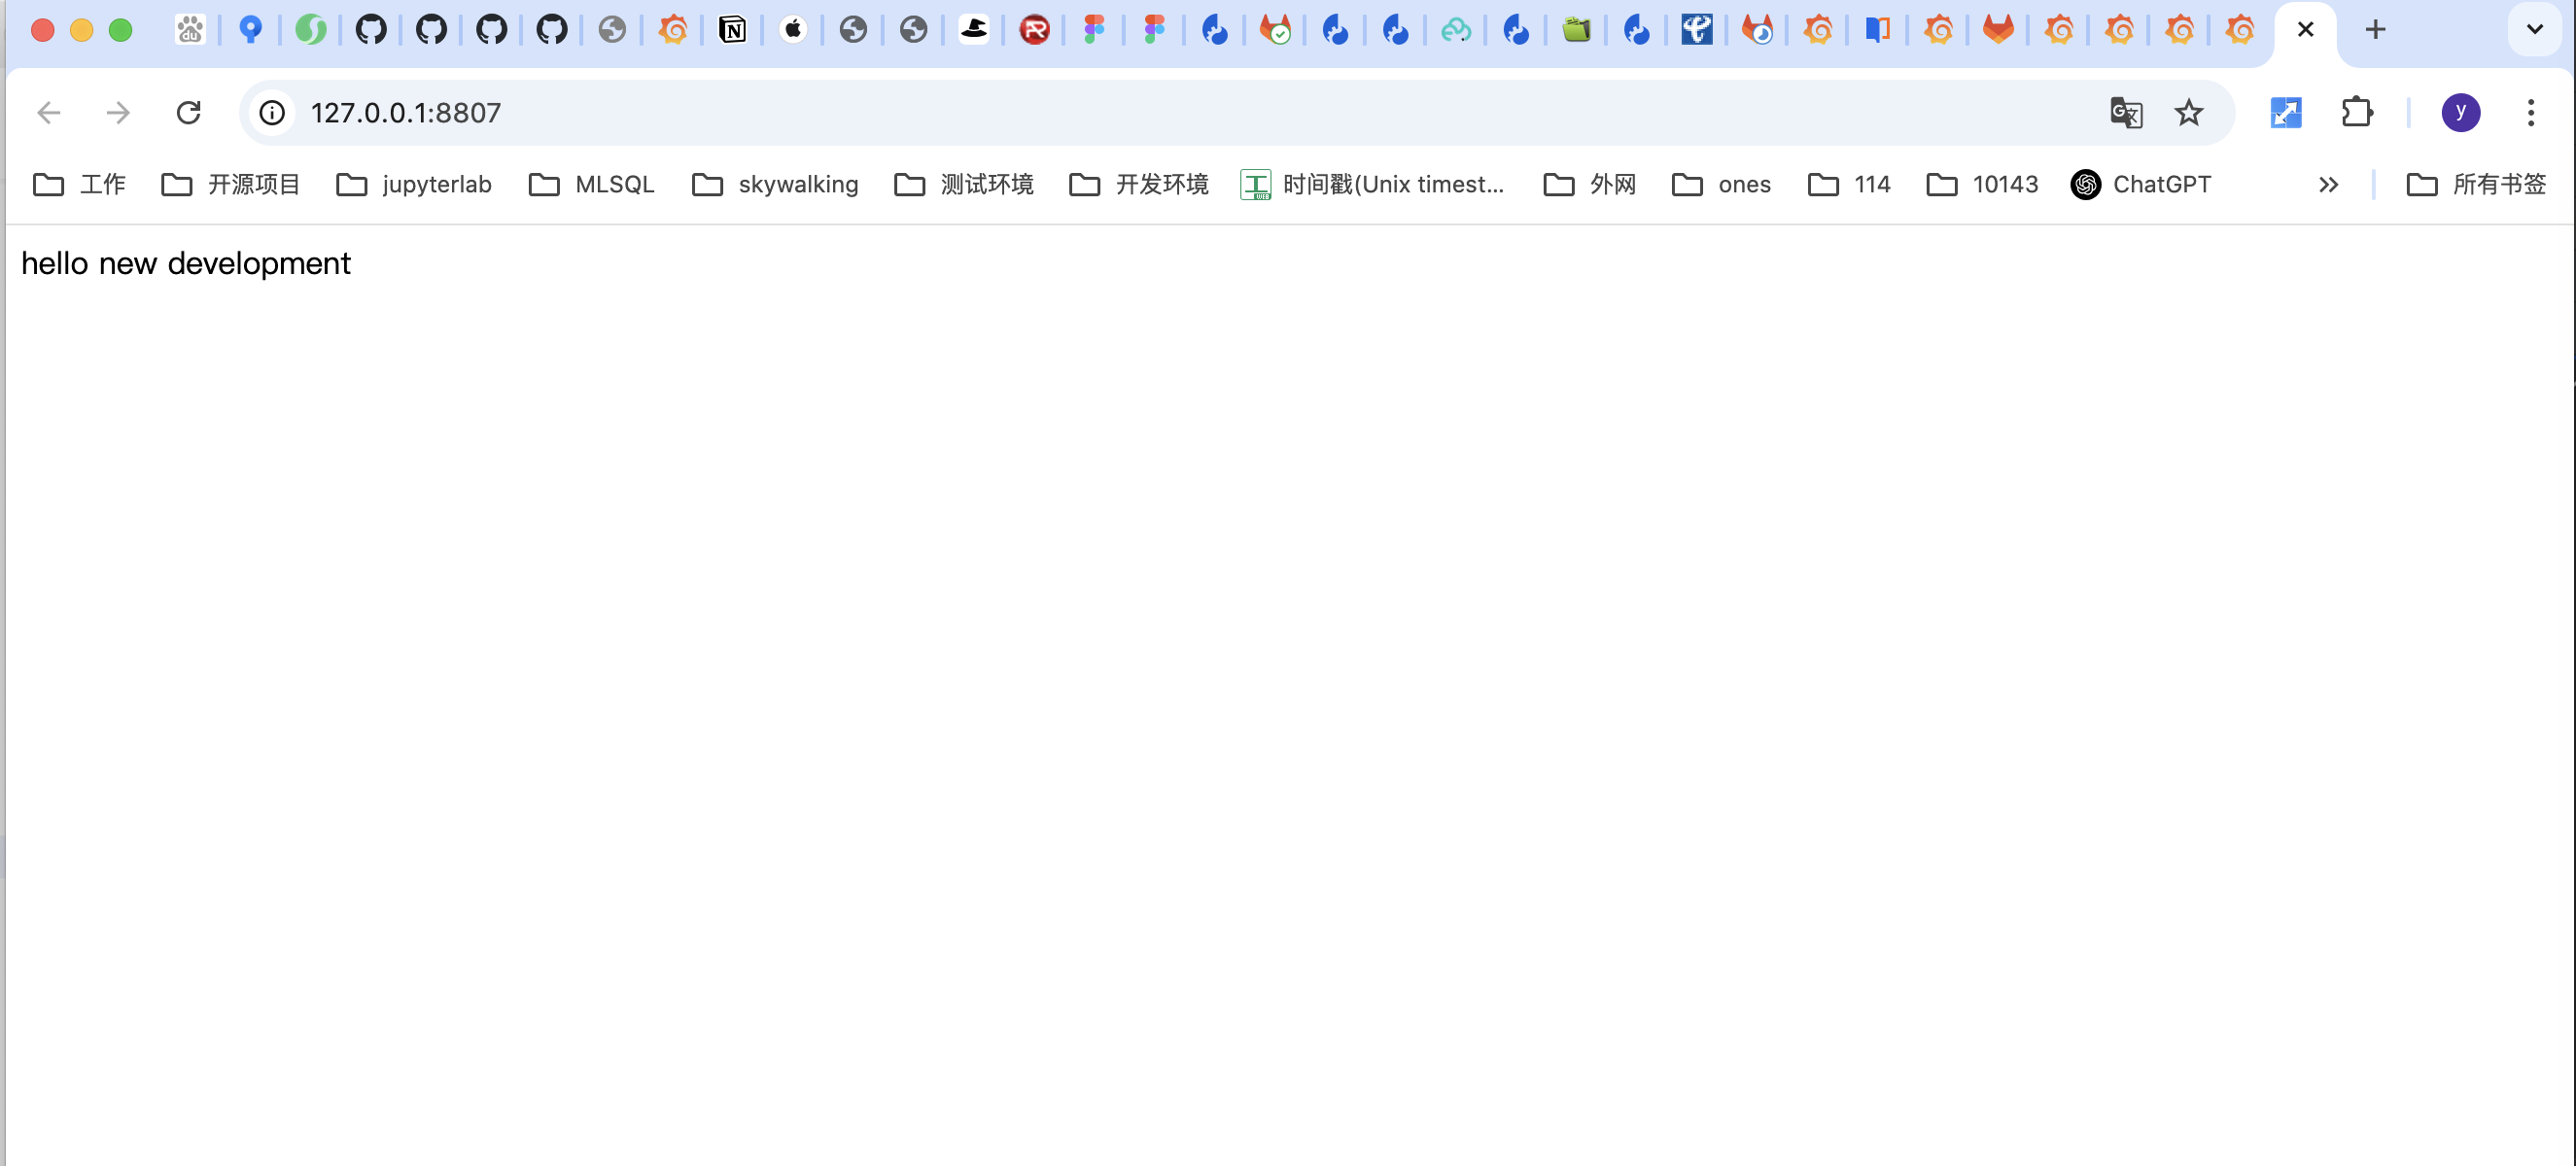 127.0.0.1:8807
y
工作 开源项目 jupyterlab MLSQL skywalking 测试环境 开发环境 时间戳(Unix timest... 外网 ones 114 10143 ChatGPT 所有书签
hello new development